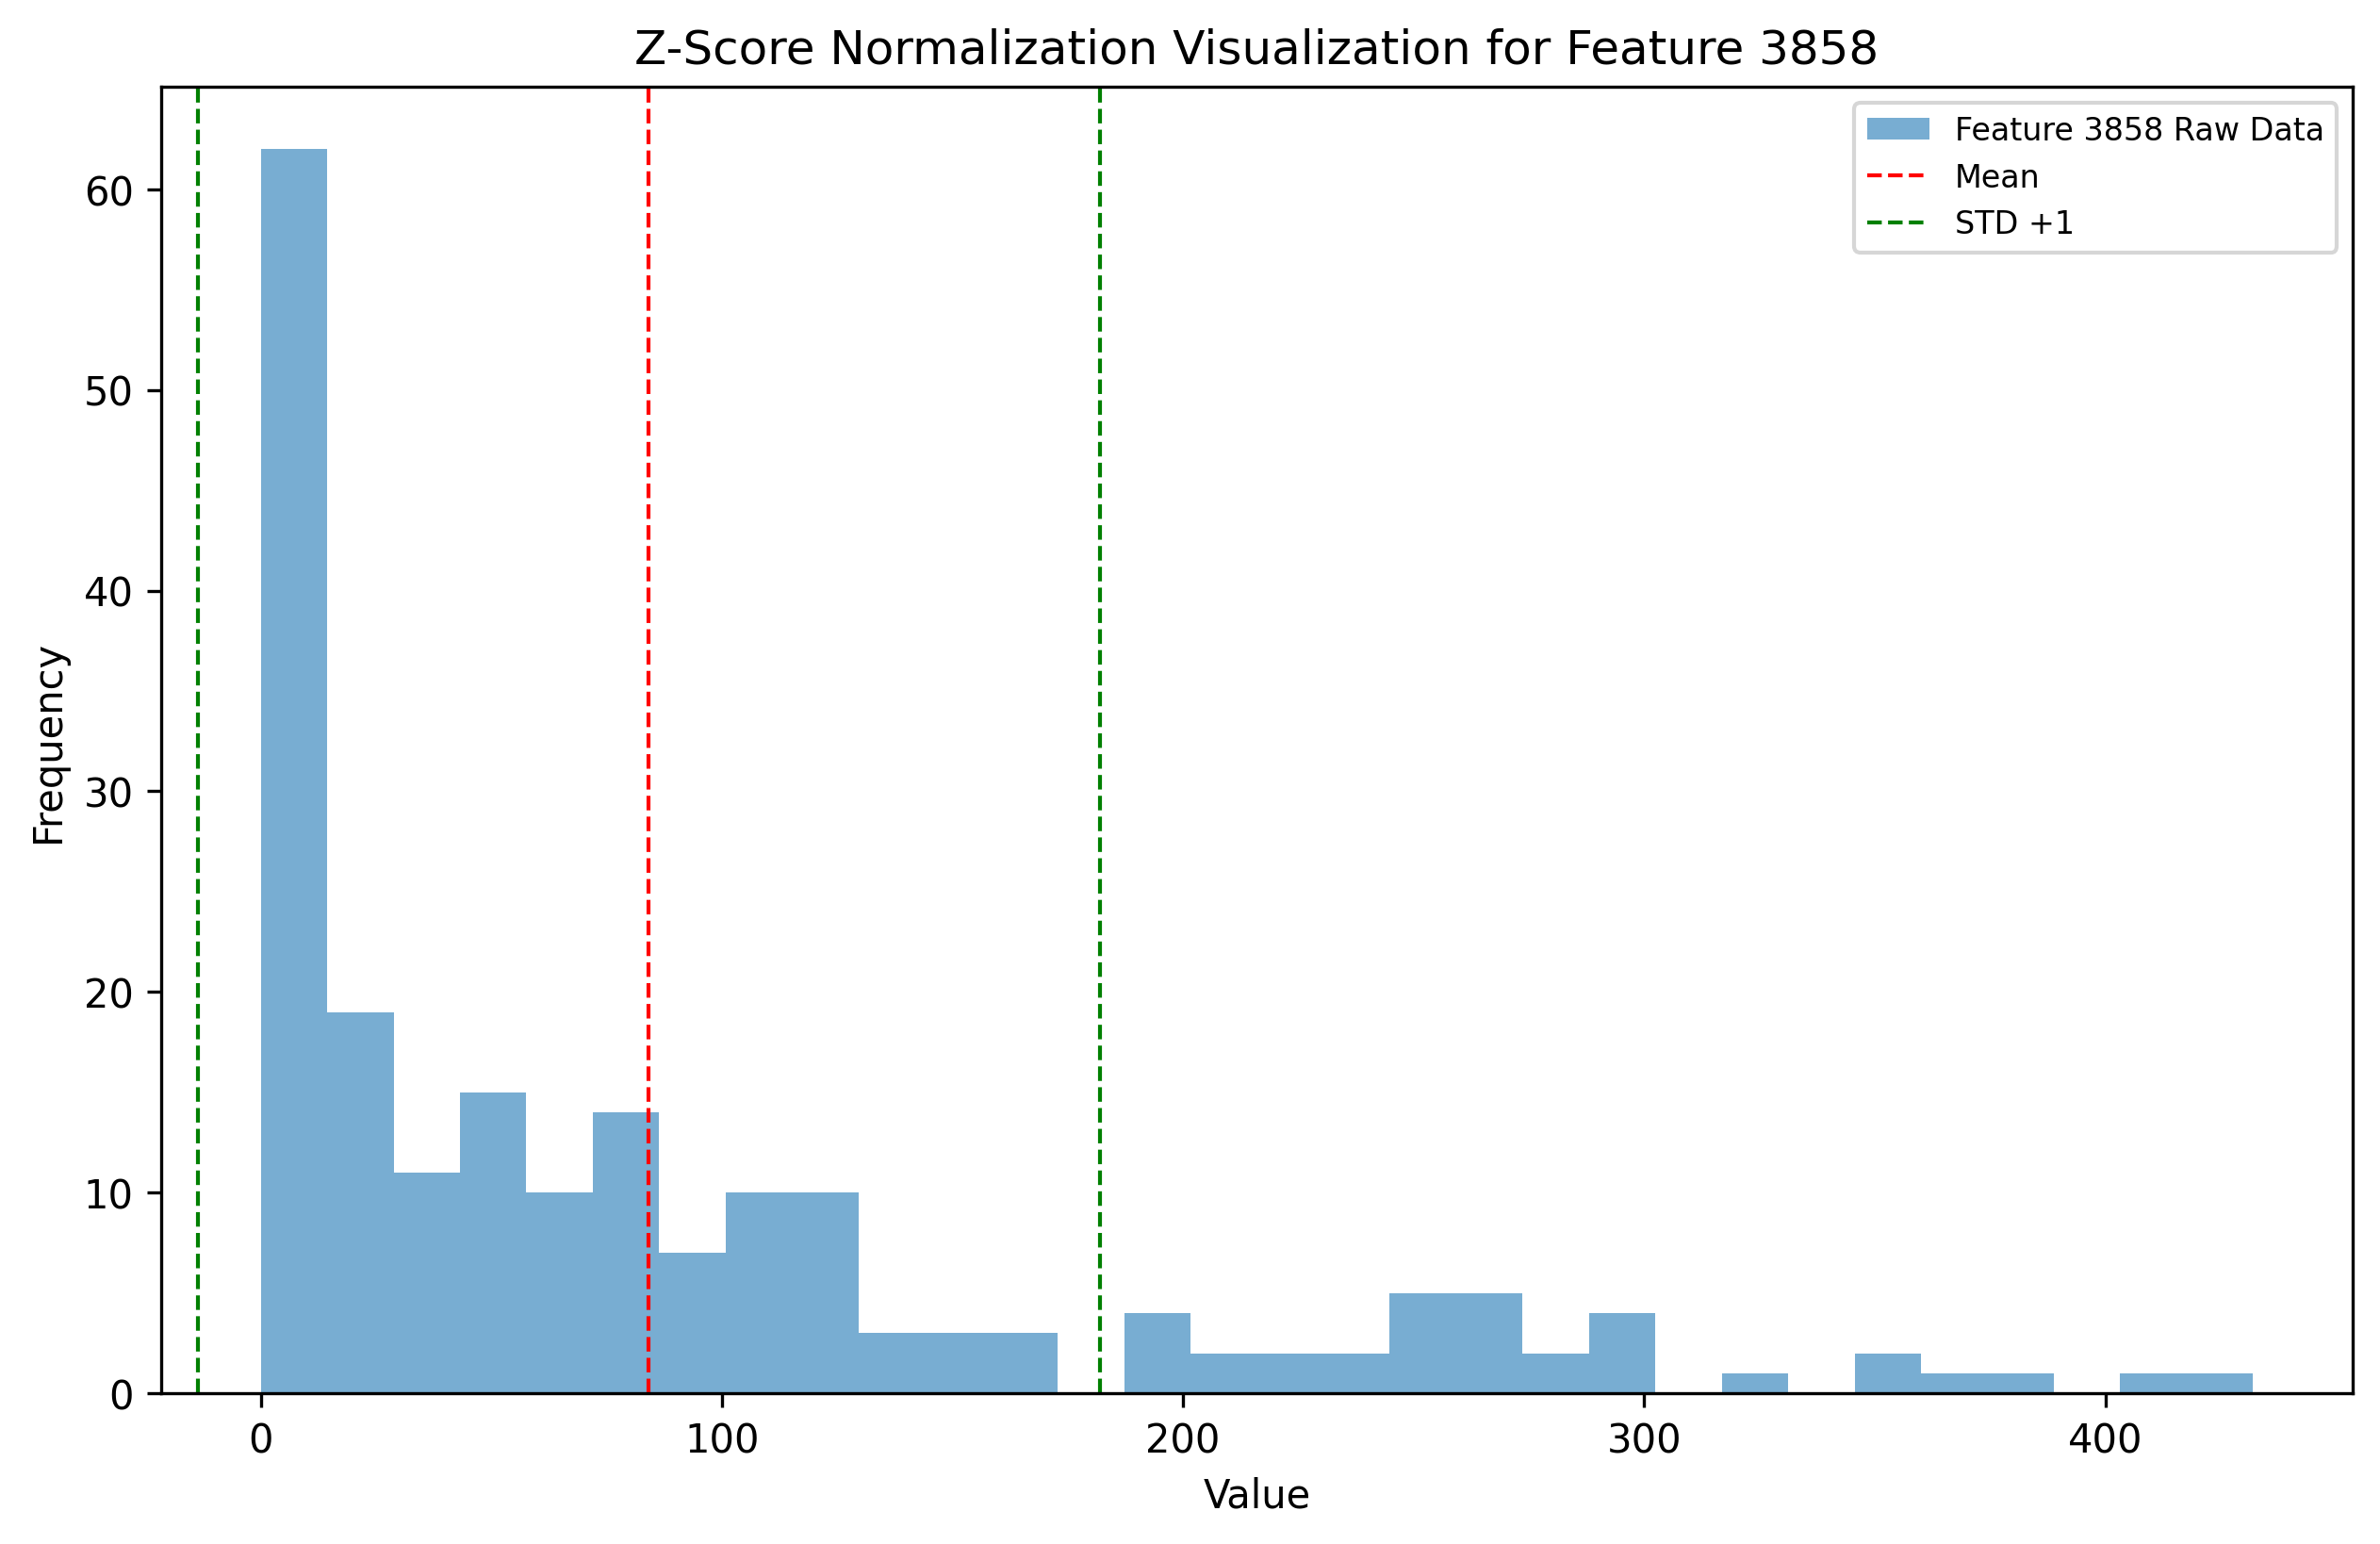 Z-Score Normalization Visualization for Feature 3858
Feature 3858 Raw Data
Mean
STD +1
60
50
40
30
20
10
0
Frequency
0 100 200 300 400
Value